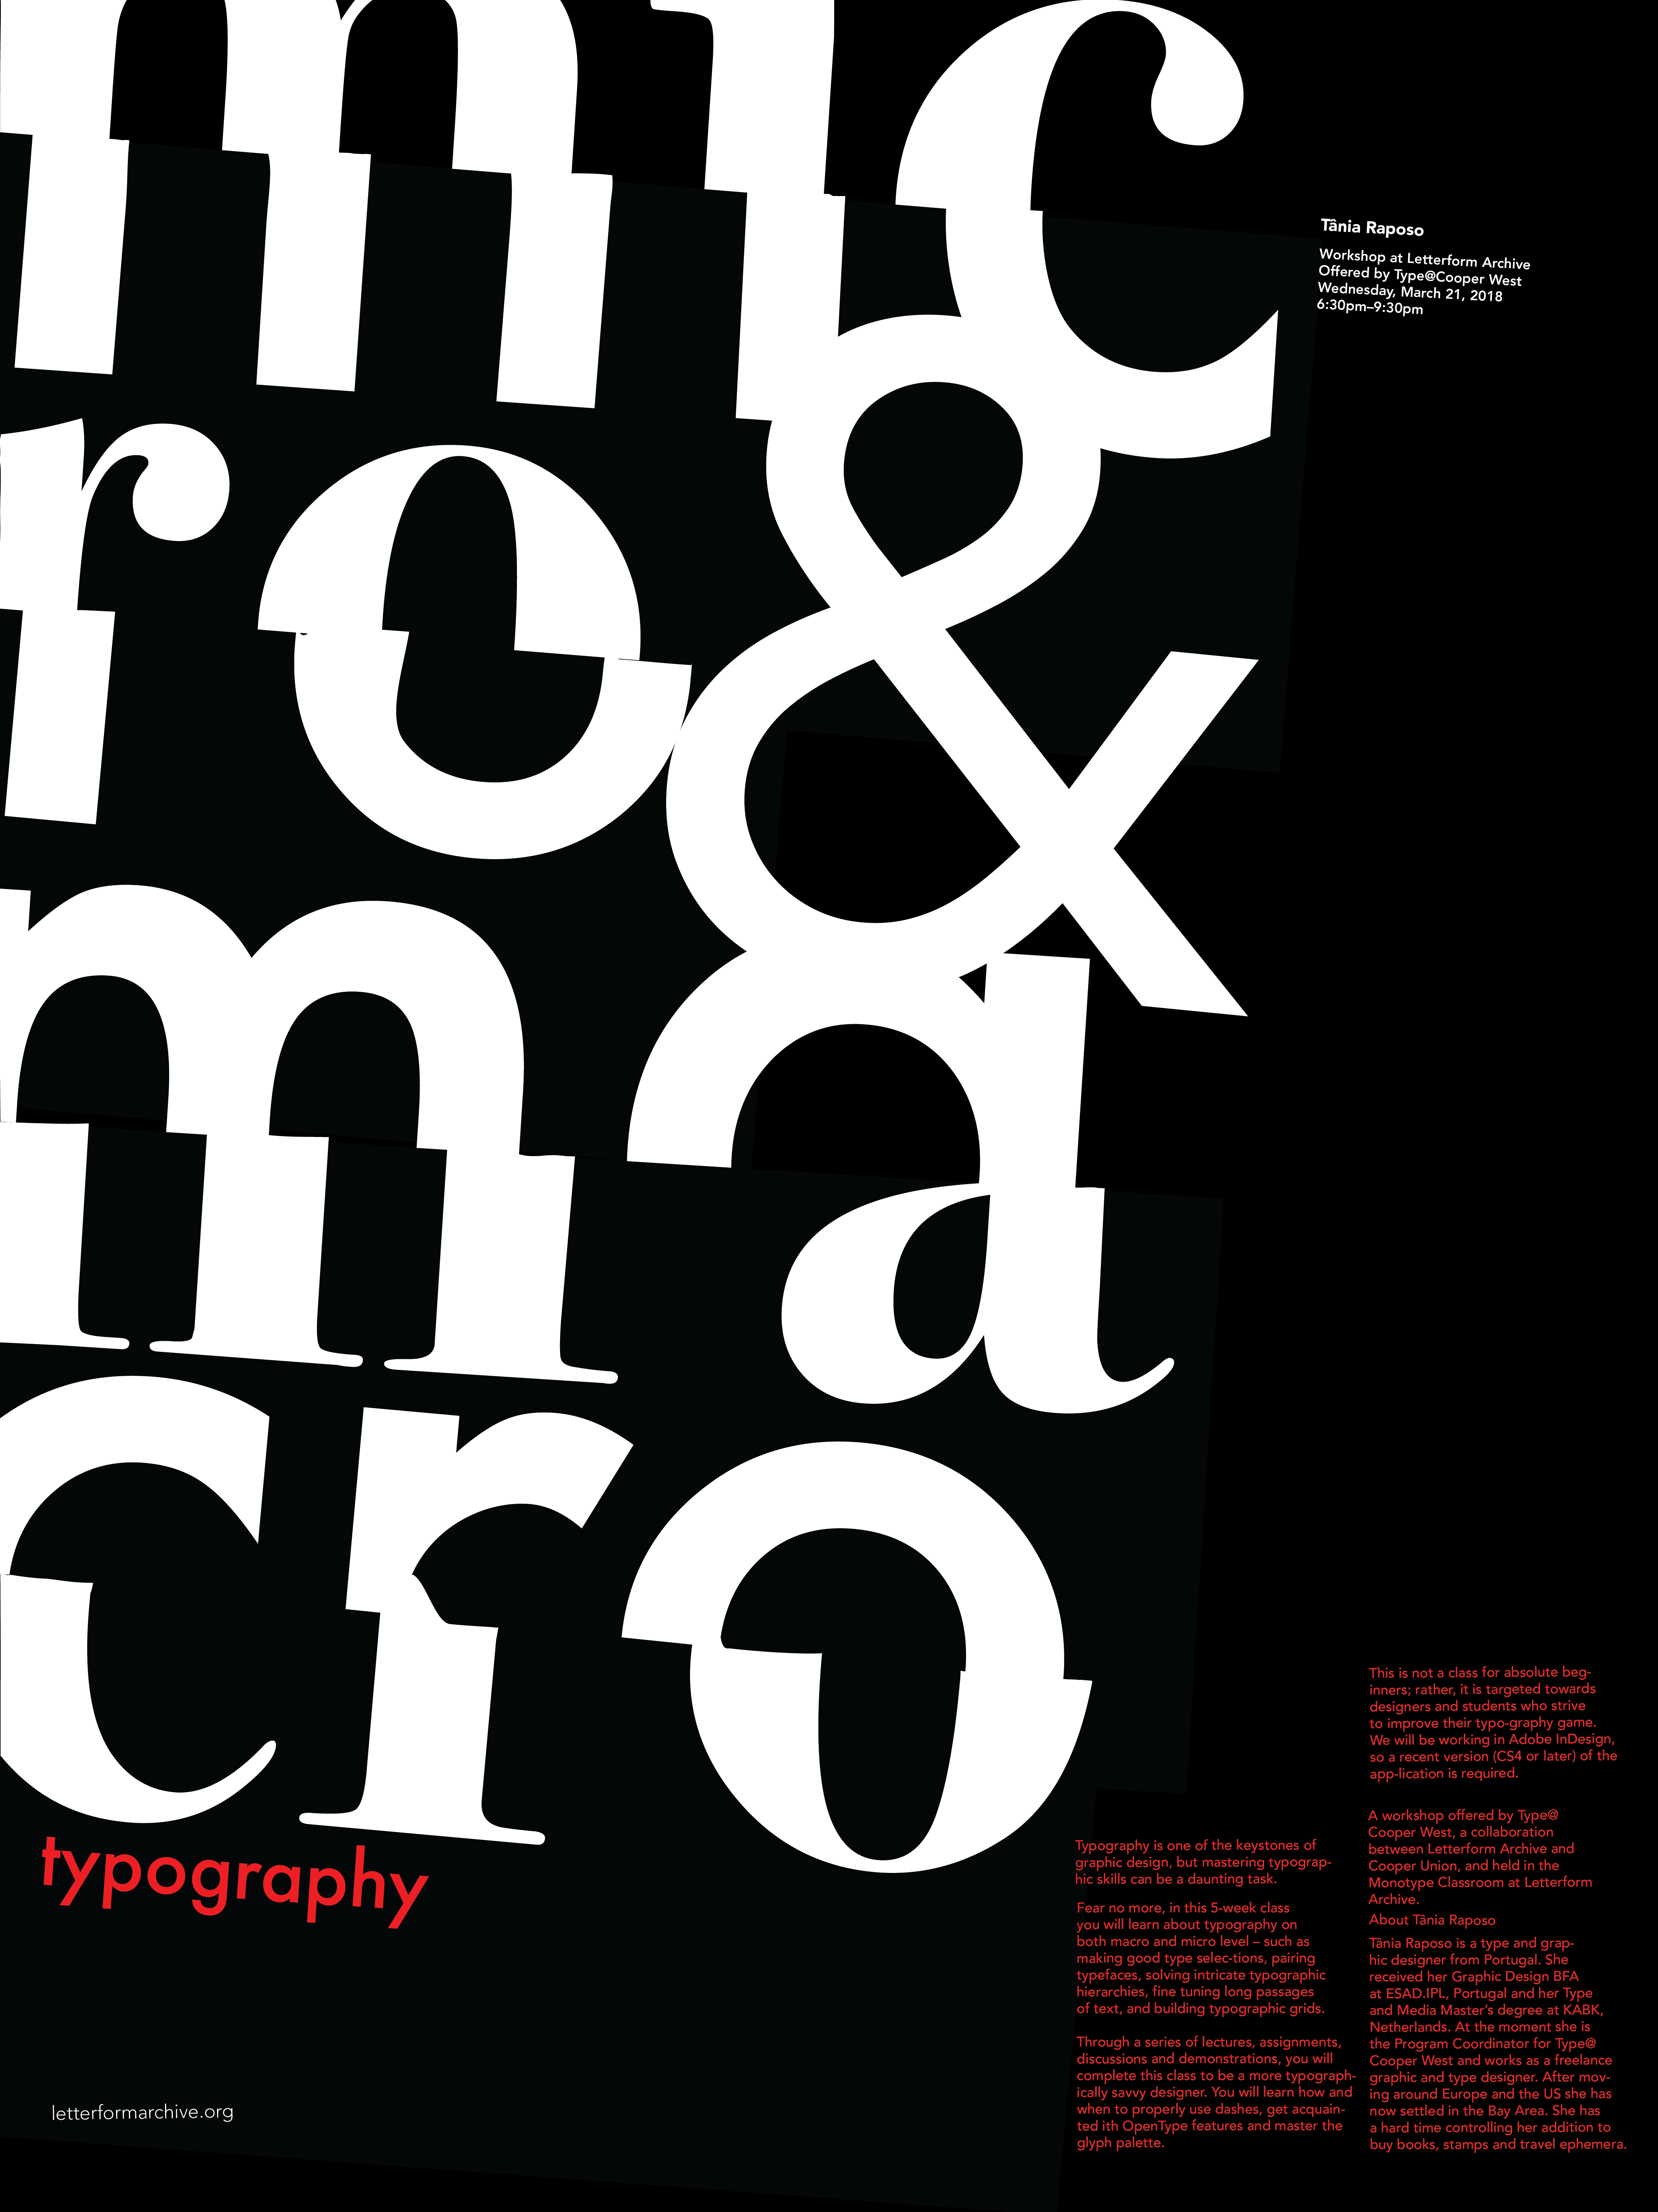 mic
ro &
ma
cro
typography
Tânia Raposo
Workshop at Letterform Archive
Offered by Type@Cooper West
Wednesday, March 21, 2018
6:30pm–9:30pm
Typography is one of the keystones of
graphic design, but mastering typograp-
hic skills can be a daunting task.
Fear no more, in this 5-week class
you will learn about typography on
both macro and micro level – such as
making good type selec-tions, pairing
typefaces, solving intricate typographic
hierarchies, fine tuning long passages
of text, and building typographic grids.
Through a series of lectures, assignments,
discussions and demonstrations, you will
complete this class to be a more typograph-
ically savvy designer. You will learn how and
when to properly use dashes, get acquain-
ted ith OpenType features and master the
glyph palette.
This is not a class for absolute beg-
inners; rather, it is targeted towards
designers and students who strive
to improve their typo-graphy game.
We will be working in Adobe InDesign,
so a recent version (CS4 or later) of the
app-lication is required.
A workshop offered by Type@
Cooper West, a collaboration
between Letterform Archive and
Cooper Union, and held in the
Monotype Classroom at Letterform
Archive.
About Tânia Raposo
Tânia Raposo is a type and grap-
hic designer from Portugal. She
received her Graphic Design BFA
at ESAD.IPL, Portugal and her Type
and Media Master's degree at KABK,
Netherlands. At the moment she is
the Program Coordinator for Type@
Cooper West and works as a freelance
graphic and type designer. After mov-
ing around Europe and the US she has
now settled in the Bay Area. She has
a hard time controlling her addition to
buy books, stamps and travel ephemera.
letterformarchive.org